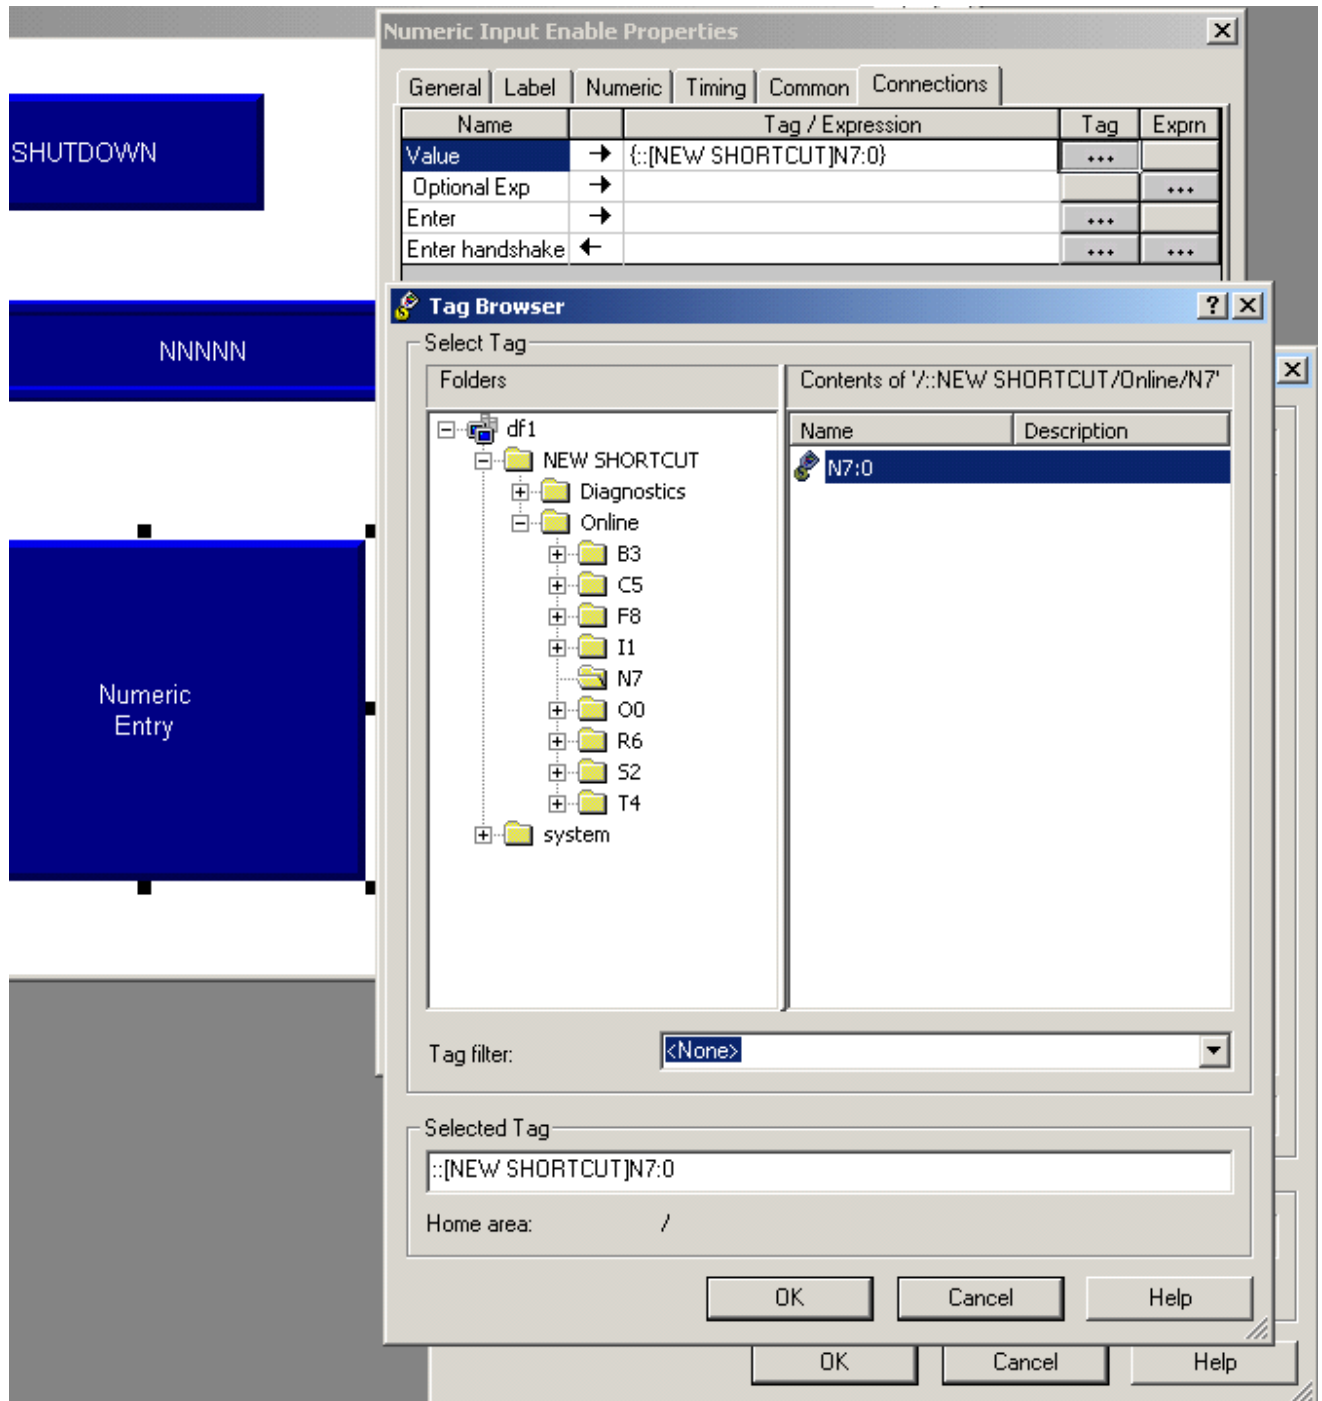 Numeric Input Enable Properties
General Label Numeric Timing Common Connections
Name Tag / Expression Tag Exprn
Value {::[NEW SHORTCUT]N7:0} ...
Optional Exp ...
Enter ...
Enter handshake ... ...
SHUTDOWN
NNNNN
Numeric
Entry
Tag Browser
Select Tag
Folders
df1
NEW SHORTCUT
Diagnostics
Online
B3
C5
F8
I1
N7
O0
R6
S2
T4
system
Contents of '/::NEW SHORTCUT/Online/N7'
Name Description
N7:0
Tag filter: <None>
Selected Tag
::[NEW SHORTCUT]N7:0
Home area: /
OK Cancel Help
OK Cancel Help